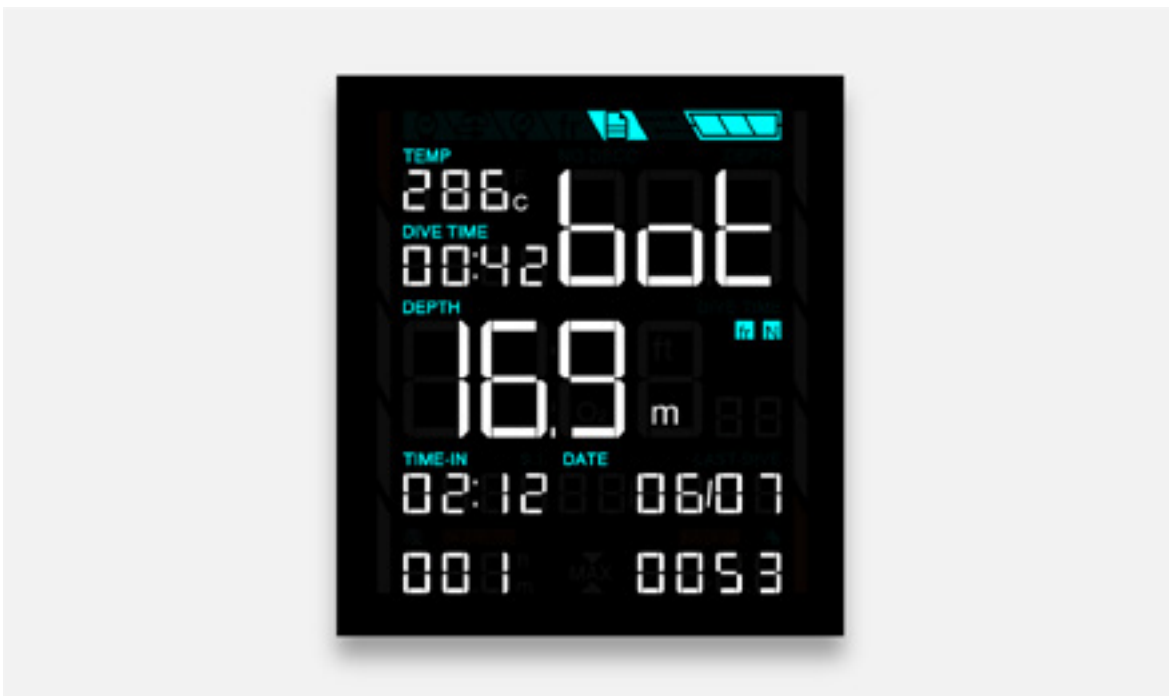 TEMP
286c
bot
DIVE TIME
00:42
DEPTH
16.9 m
fr N
TIME-IN DATE
02:12 06/07
001 0053